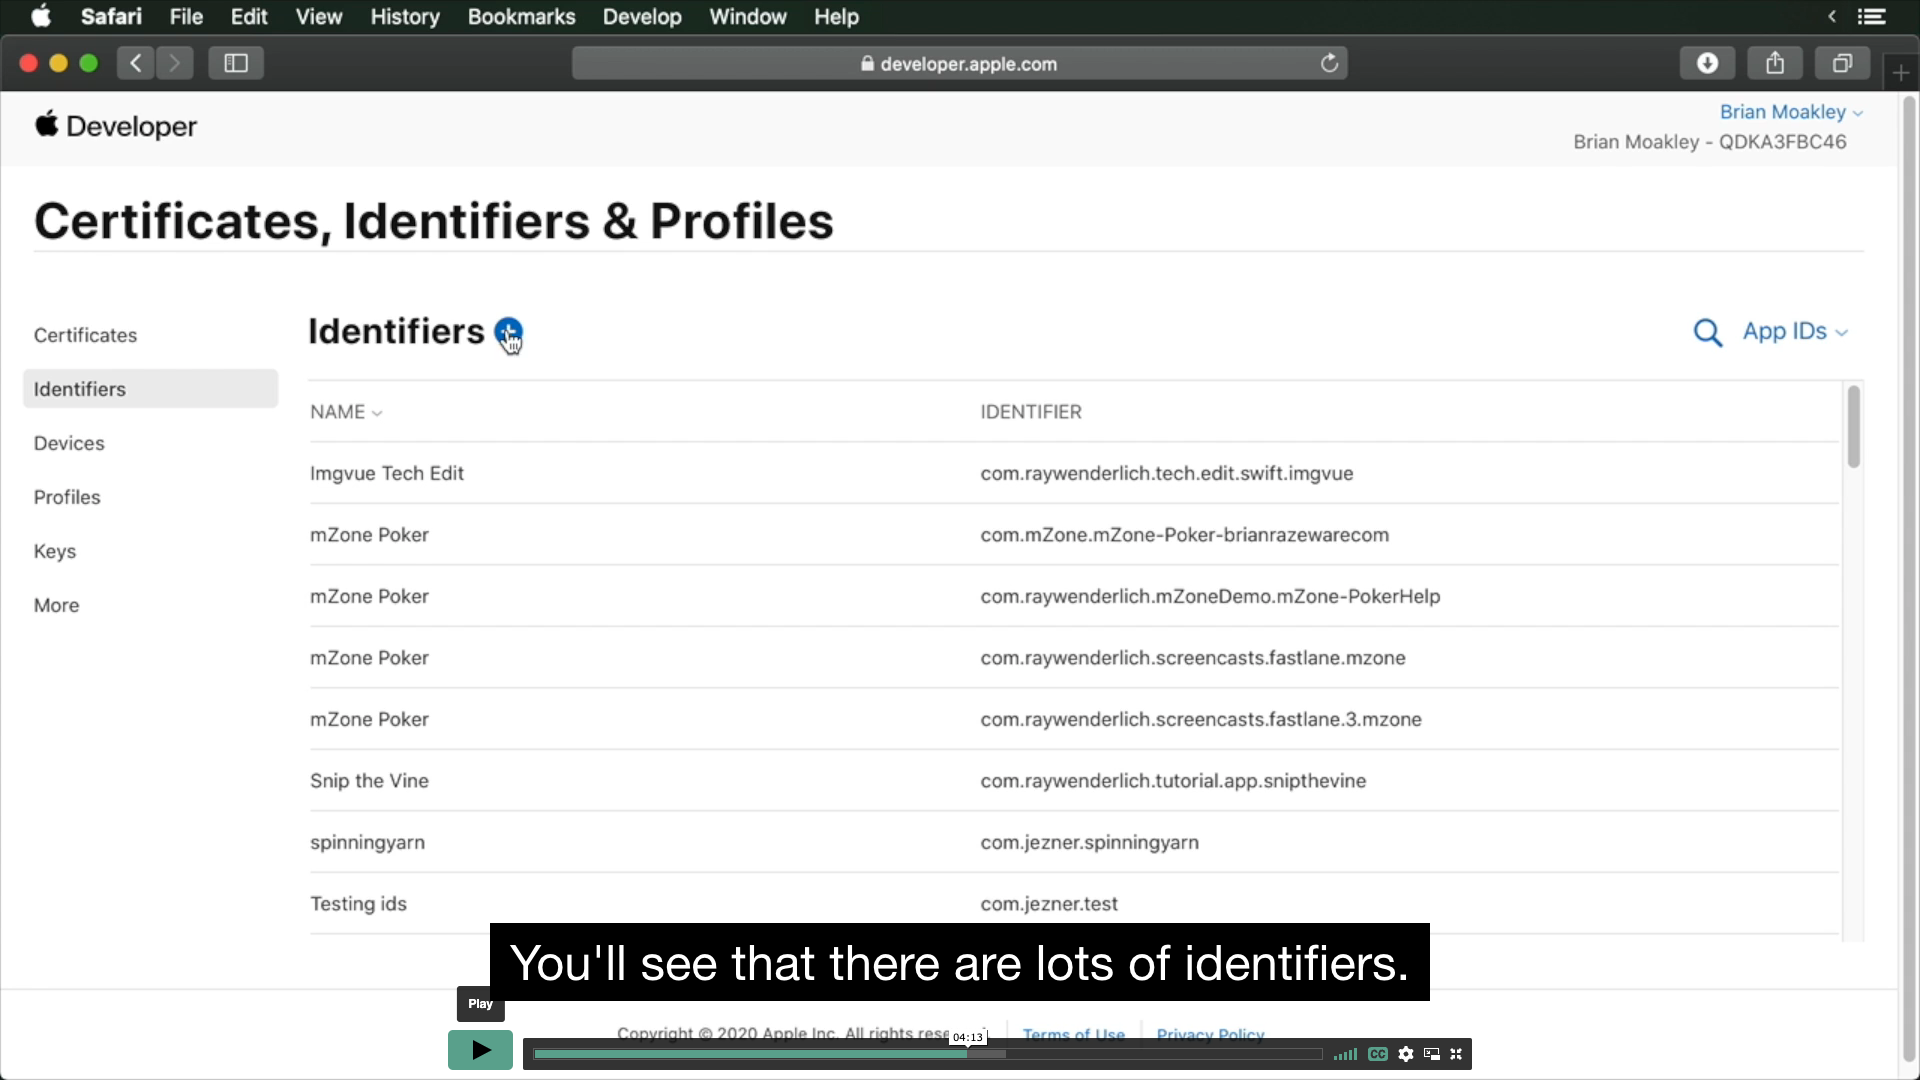 Safari File Edit View History Bookmarks Develop Window Help
developer.apple.com
Developer
Brian Moakley
Brian Moakley - QDKA3FBC46
Certificates, Identifiers & Profiles
Certificates
Identifiers
Devices
Profiles
Keys
More
Identifiers
App IDs
NAME IDENTIFIER
Imgvue Tech Edit com.raywenderlich.tech.edit.swift.imgvue
mZone Poker com.mZone.mZone-Poker-brianrazewarecom
mZone Poker com.raywenderlich.mZoneDemo.mZone-PokerHelp
mZone Poker com.raywenderlich.screencasts.fastlane.mzone
mZone Poker com.raywenderlich.screencasts.fastlane.3.mzone
Snip the Vine com.raywenderlich.tutorial.app.snipthevine
spinningyarn com.jezner.spinningyarn
Testing ids com.jezner.test
You'll see that there are lots of identifiers.
Play
Copyright © 2020 Apple Inc. All rights Terms of Use Privacy Policy
04:13
CC